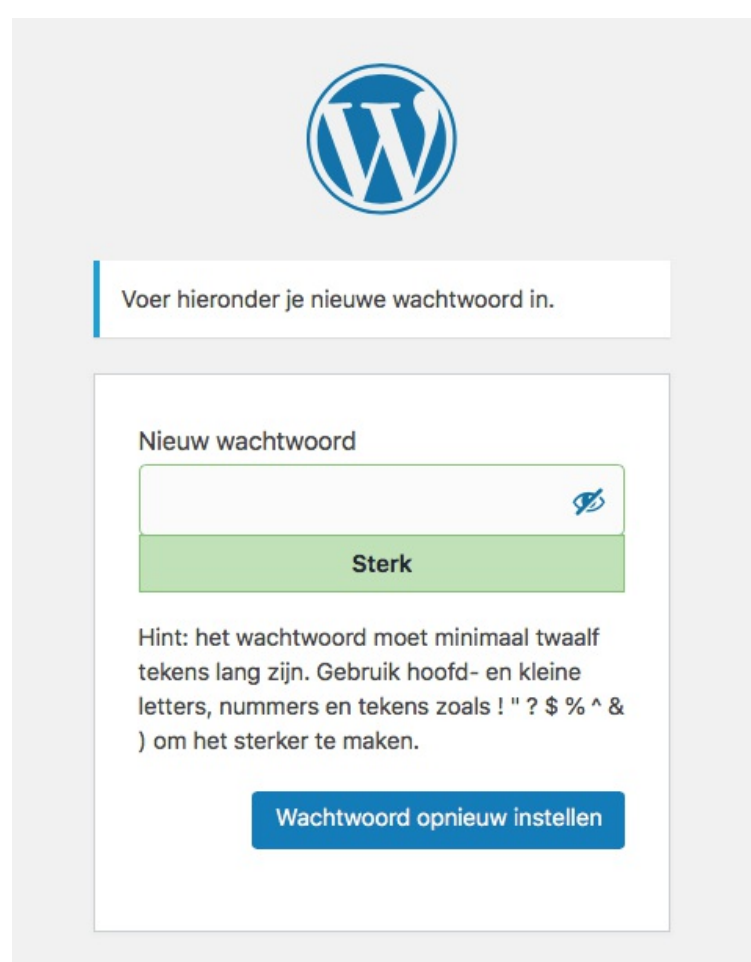 Voer hieronder je nieuwe wachtwoord in.
Nieuw wachtwoord
Sterk
Hint: het wachtwoord moet minimaal twaalf
tekens lang zijn. Gebruik hoofd- en kleine
letters, nummers en tekens zoals ! " ? $ % ^ &
) om het sterker te maken.
Wachtwoord opnieuw instellen